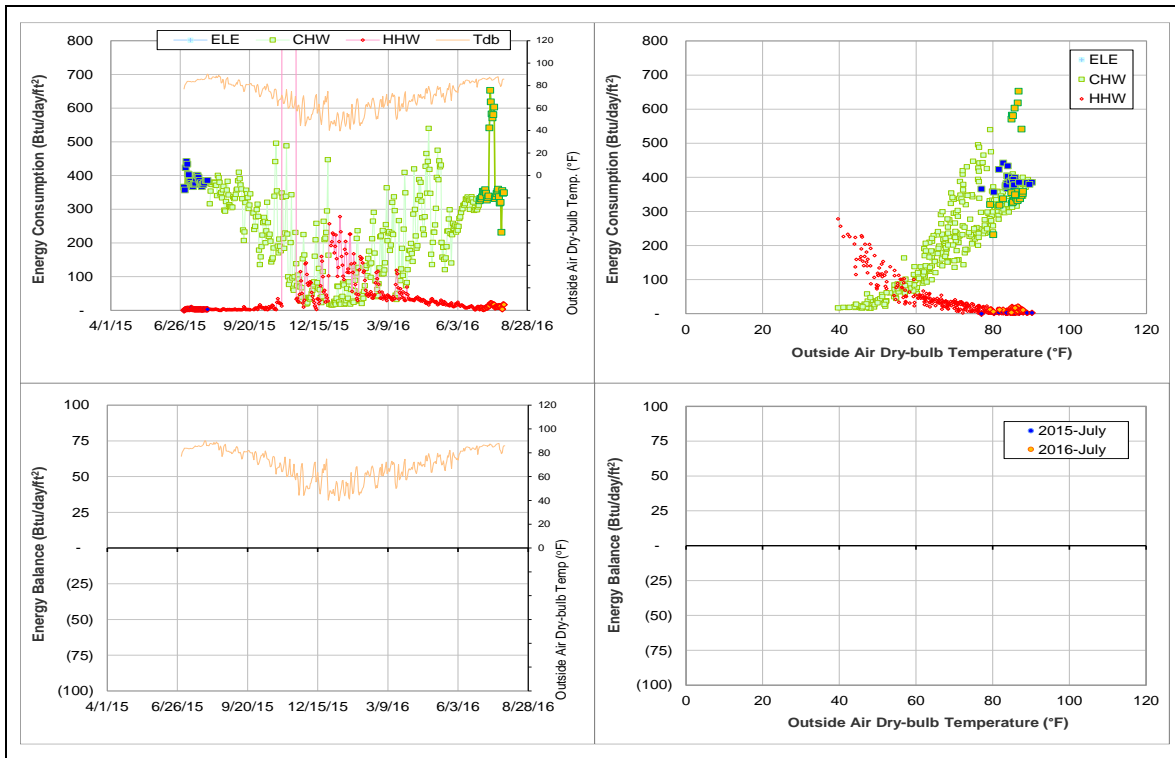 ELE CHW HHW Tdb
Energy Consumption (Btu/day/ft²)
800
700
600
500
400
300
200
100
-
120
100
80
60
40
20
0
Outside Air Dry-bulb Temp. (°F)
4/1/15 6/26/15 9/20/15 12/15/15 3/9/16 6/3/16 8/28/16
Energy Consumption (Btu/day/ft²)
800
700
600
500
400
300
200
100
-
ELE
CHW
HHW
0 20 40 60 80 100 120
Outside Air Dry-bulb Temperature (°F)
Energy Balance (Btu/day/ft²)
100
75
50
25
-
(25)
(50)
(75)
(100)
120
100
80
60
40
20
0
Outside Air Dry-bulb Temp (°F)
4/1/15 6/26/15 9/20/15 12/15/15 3/9/16 6/3/16 8/28/16
Energy Balance (Btu/day/ft²)
100
75
50
25
-
(25)
(50)
(75)
(100)
2015-July
2016-July
0 20 40 60 80 100 120
Outside Air Dry-bulb Temperature (°F)